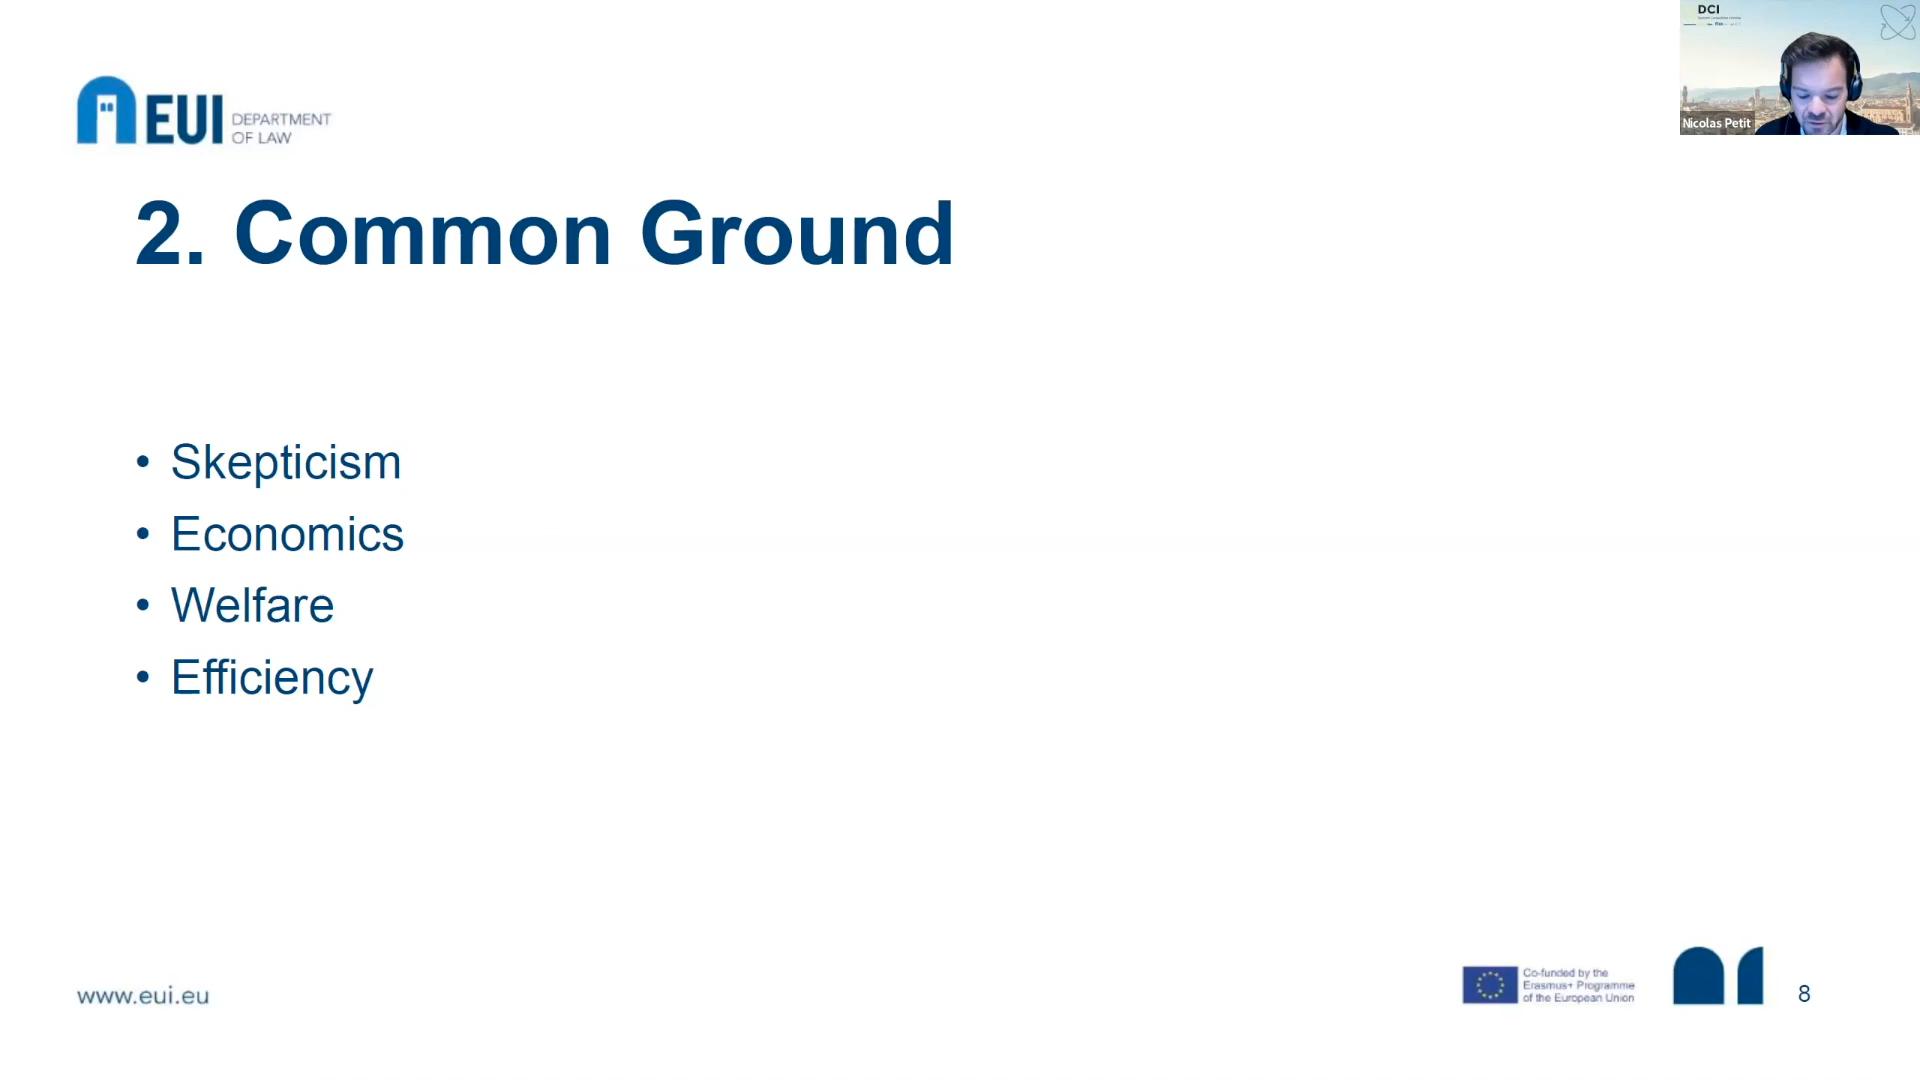 DCI
Nicolas Petit
EUI DEPARTMENT
OF LAW
2. Common Ground
• Skepticism
• Economics
• Welfare
• Efficiency
www.eui.eu
Co-funded by the
Erasmus+ Programme
of the European Union
8